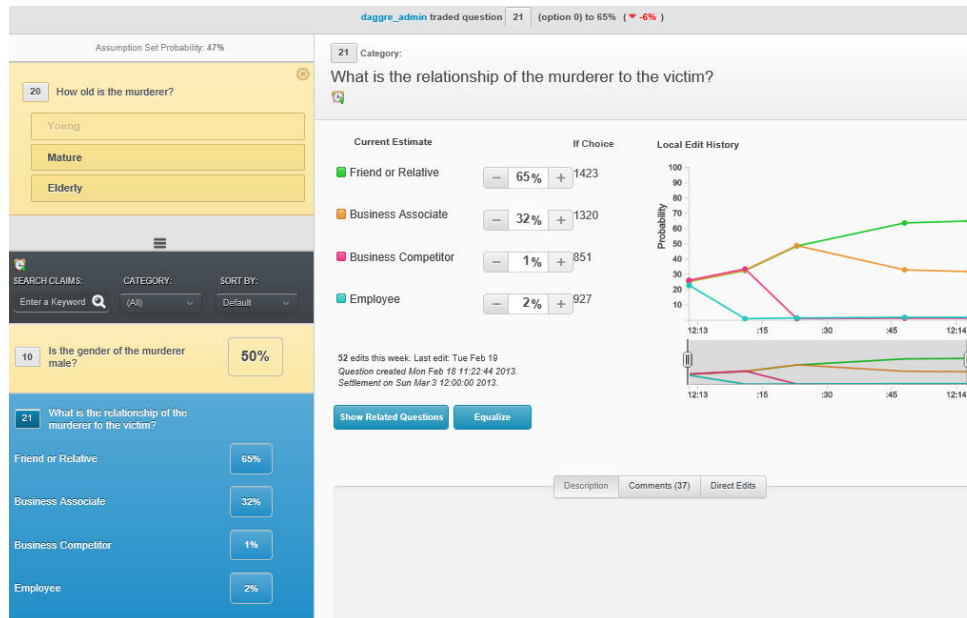 daggre_admin traded question 21 (option 0) to 65% ( ▼ -6% )
Assumption Set Probability: 47%
20 How old is the murderer?
Young
Mature
Elderly
SEARCH CLAIMS: CATEGORY: SORT BY:
Enter a Keyword (All) Default
10 Is the gender of the murderer male? 50%
21 What is the relationship of the
murderer to the victim?
Friend or Relative 65%
Business Associate 32%
Business Competitor 1%
Employee 2%
21 Category:
What is the relationship of the murderer to the victim?
Current Estimate If Choice
Friend or Relative − 65% + 1423
Business Associate − 32% + 1320
Business Competitor − 1% + 851
Employee − 2% + 927
52 edits this week. Last edit: Tue Feb 19
Question created Mon Feb 18 11:22:44 2013.
Settlement on Sun Mar 3 12:00:00 2013.
Show Related Questions Equalize
Local Edit History
Probability
100
90
80
70
60
50
40
30
20
10
12:13 :15 :30 :45 12:14
12:13 :15 :30 :45 12:14
Description Comments (37) Direct Edits